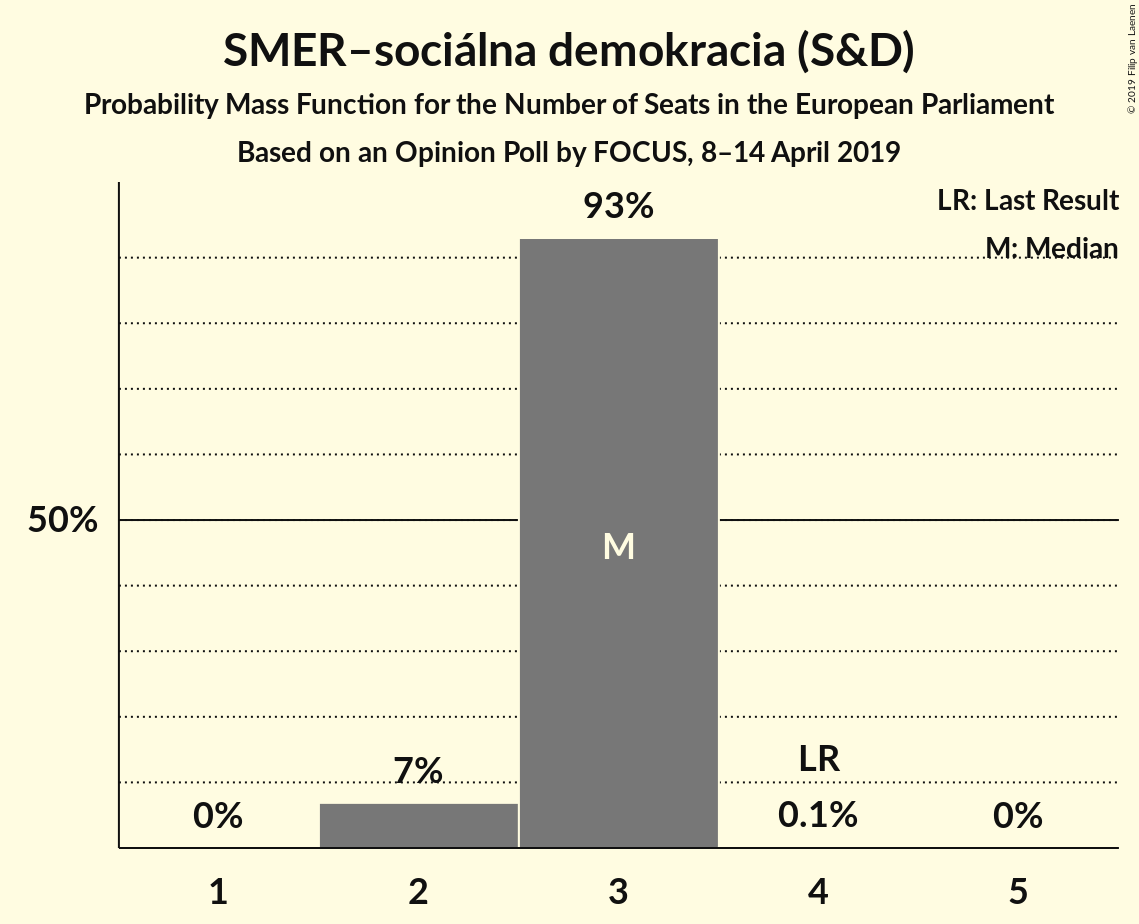 SMER–sociálna demokracia (S&D)
Probability Mass Function for the Number of Seats in the European Parliament
Based on an Opinion Poll by FOCUS, 8–14 April 2019
© 2019 Filip van Laenen
LR: Last Result
M: Median
93%
50%
M
7%
LR
0%
0.1%
0%
1 2 3 4 5